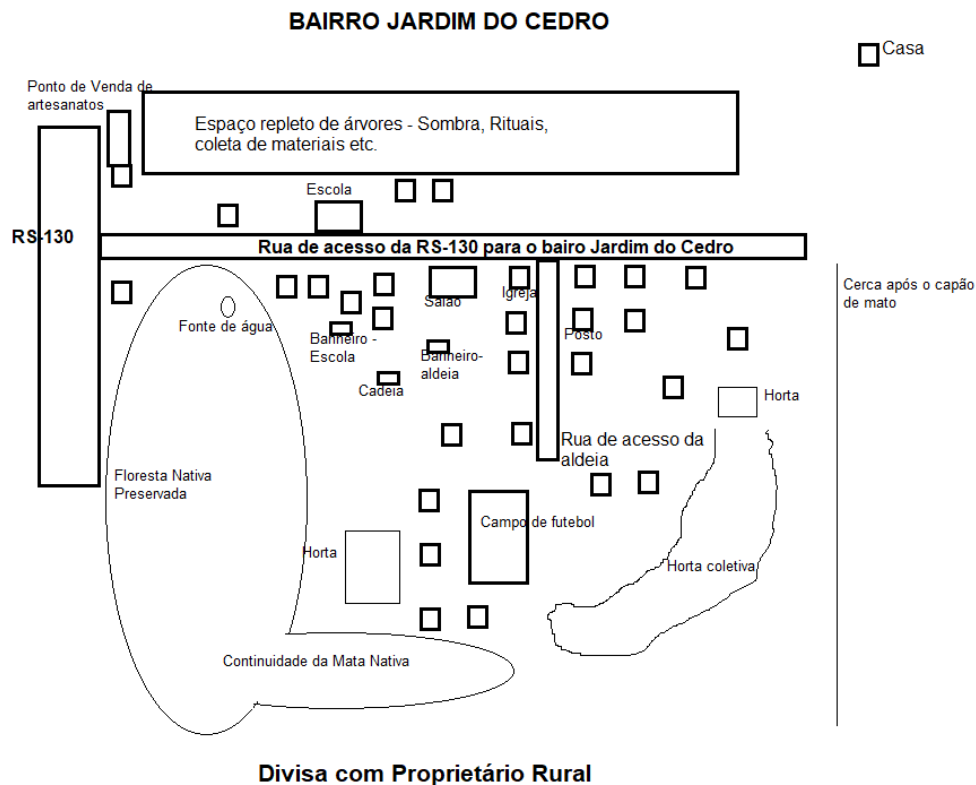 BAIRRO JARDIM DO CEDRO
Casa
Ponto de Venda de
artesanatos
Espaço repleto de árvores - Sombra, Rituais,
coleta de materiais etc.
Escola
RS-130
Rua de acesso da RS-130 para o bairo Jardim do Cedro
Cerca após o capão
de mato
Salão
Igreja
Fonte de água
Banheiro -
Escola
Banheiro-
aldeia
Posto
Cadeia
Horta
Rua de acesso da
aldeia
Floresta Nativa
Preservada
Campo de futebol
Horta
Horta coletiva
Continuidade da Mata Nativa
Divisa com Proprietário Rural